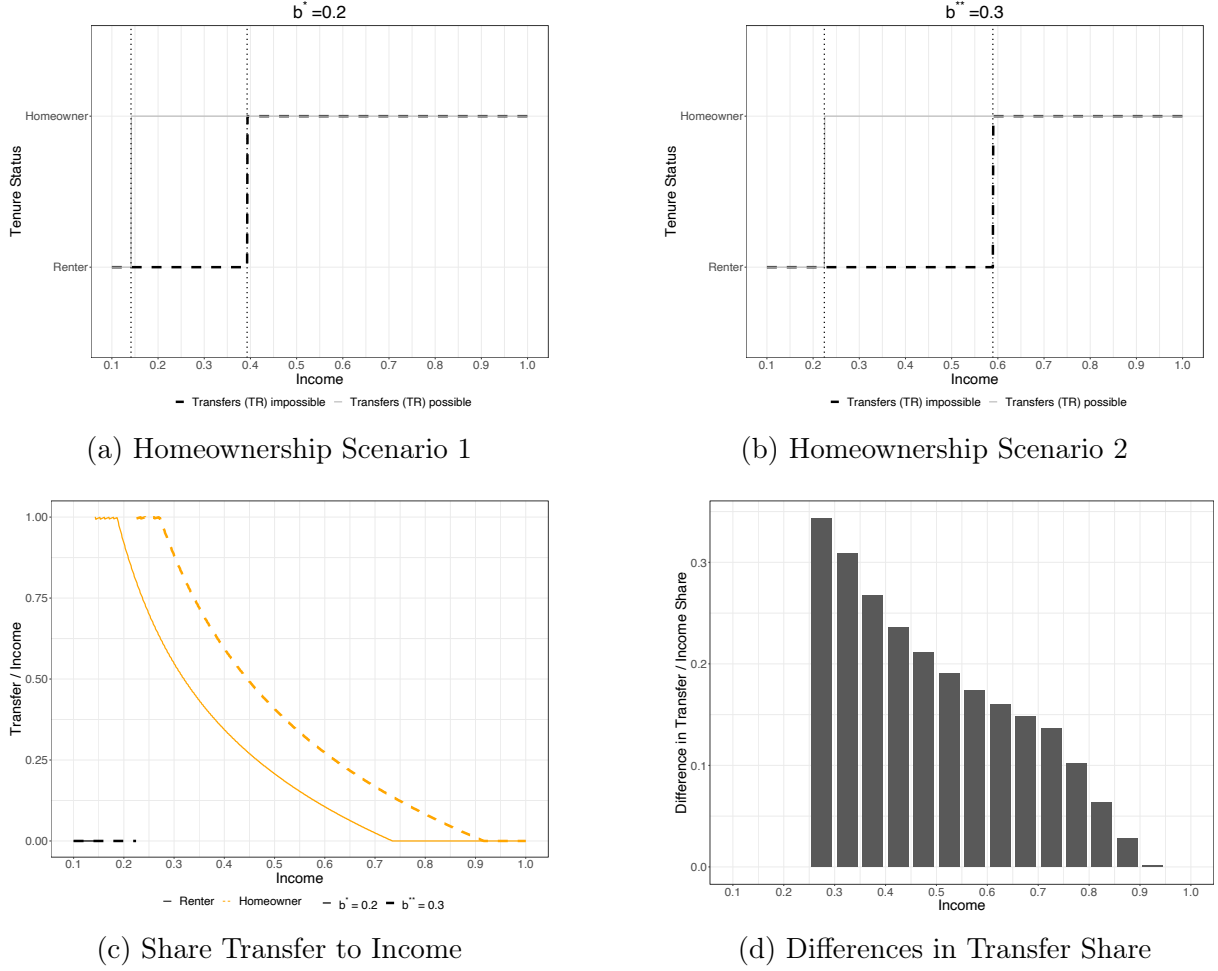 b* =0.2
Tenure Status
Homeowner
Renter
0.1 0.2 0.3 0.4 0.5 0.6 0.7 0.8 0.9 1.0
Income
Transfers (TR) impossible Transfers (TR) possible
(a) Homeownership Scenario 1
b** =0.3
Tenure Status
Homeowner
Renter
0.1 0.2 0.3 0.4 0.5 0.6 0.7 0.8 0.9 1.0
Income
Transfers (TR) impossible Transfers (TR) possible
(b) Homeownership Scenario 2
Transfer / Income
1.00
0.75
0.50
0.25
0.00
0.1 0.2 0.3 0.4 0.5 0.6 0.7 0.8 0.9 1.0
Income
Renter Homeowner b* = 0.2 b** = 0.3
(c) Share Transfer to Income
Difference in Transfer / Income Share
0.3
0.2
0.1
0.0
0.1 0.2 0.3 0.4 0.5 0.6 0.7 0.8 0.9 1.0
Income
(d) Differences in Transfer Share